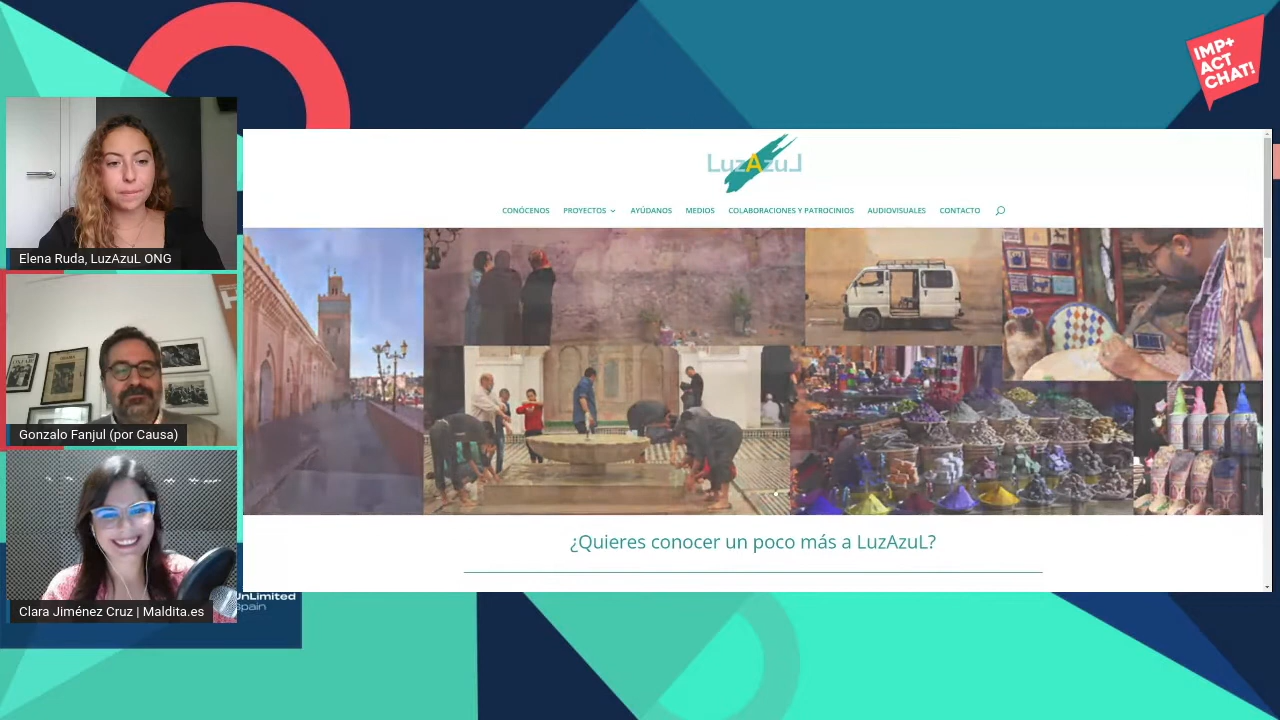 IMP+
ACT
CHAT!
LuzAzuL
CONÓCENOS PROYECTOS AYÚDANOS MEDIOS COLABORACIONES Y PATROCINIOS AUDIOVISUALES CONTACTO
Elena Ruda, LuzAzuL ONG
Gonzalo Fanjul (por Causa)
¿Quieres conocer un poco más a LuzAzuL?
Clara Jiménez Cruz | Maldita.es
UnLimited
Spain